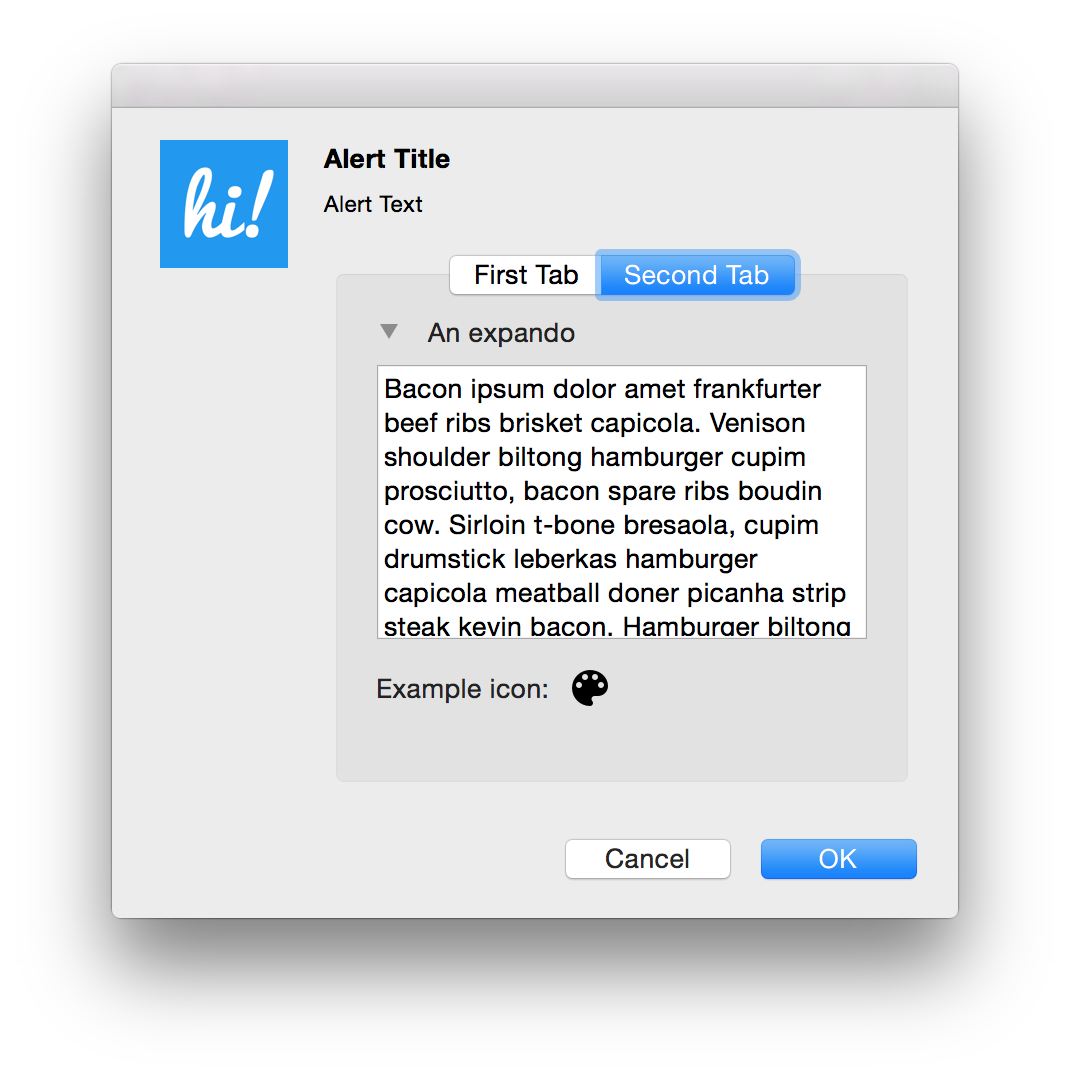 hi!
Alert Title
Alert Text
First Tab
Second Tab
An expando
Bacon ipsum dolor amet frankfurter
beef ribs brisket capicola. Venison
shoulder biltong hamburger cupim
prosciutto, bacon spare ribs boudin
cow. Sirloin t-bone bresaola, cupim
drumstick leberkas hamburger
capicola meatball doner picanha strip
steak kevin bacon. Hamburger biltong
Example icon:
Cancel
OK